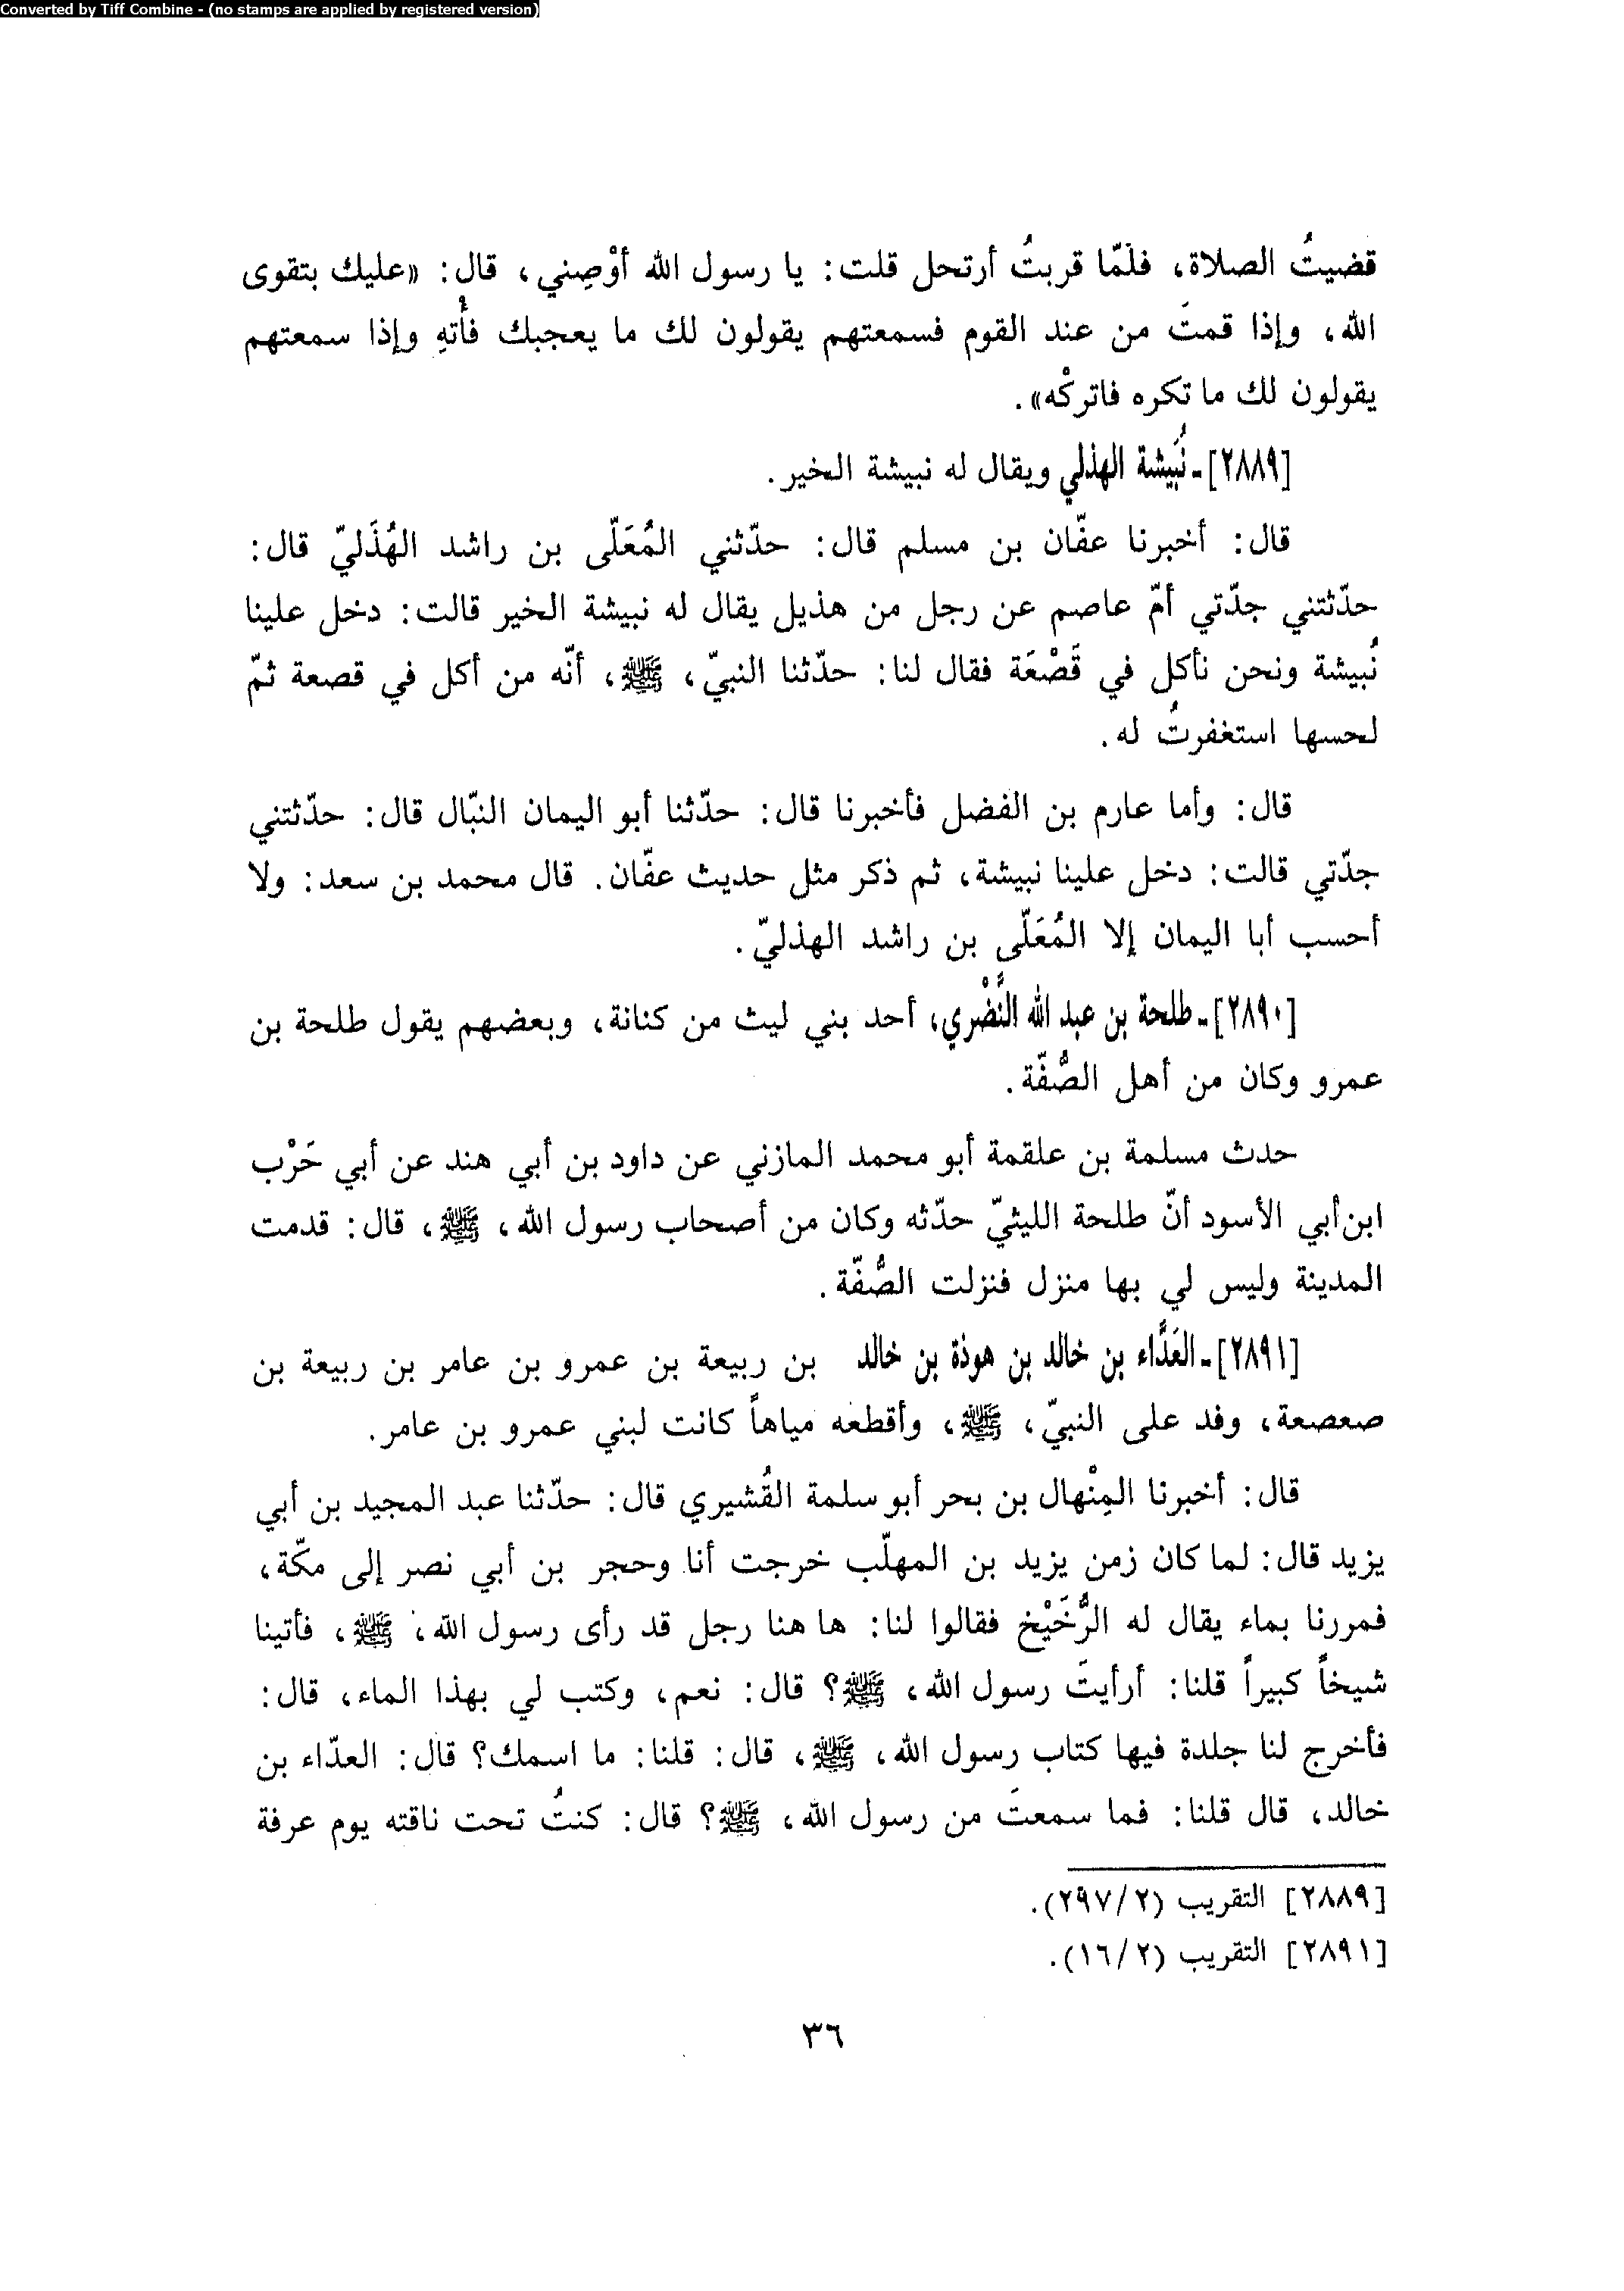 Converted by Tiff Combine - (no stamps are applied by registered version)
قضيتُ الصلاة، فلمّا قربتُ أرتحل قلت: يا رسول الله أوْصِني، قال: «عليك بتقوى
الله، وإذا قمتَ من عند القوم فسمعتهم يقولون لك ما يعجبك فأْتهِ وإذا سمعتهم
يقولون لك ما تكره فاتركْه».
[٢٨٨٩]ـ نُبَيشة الهذلي ويقال له نبيشة الخير.
قال: أخبرنا عفّان بن مسلم قال: حدّثني المُعَلّى بن راشد الهُذَليّ قال:
حدّثتني جدّتي أمّ عاصم عن رجل من هذيل يقال له نبيشة الخير قالت: دخل علينا
نُبيشة ونحن نأكل في قَصْعَة فقال لنا: حدّثنا النبيّ، ﷺ، أنّه من أكل في قصعة ثمّ
لحسها استغفرتُ له.
قال: وأما عارم بن الفضل فأخبرنا قال: حدّثنا أبو اليمان النبّال قال: حدّثتني
جدّتي قالت: دخل علينا نبيشة، ثم ذكر مثل حديث عفّان. قال محمد بن سعد: ولا
أحسب أبا اليمان إلا المُعَلّى بن راشد الهذليّ.
[٢٨٩٠]ـ طلحة بن عبد الله النَّضْري، أحد بني ليث من كنانة، وبعضهم يقول طلحة بن
عمرو وكان من أهل الصُّفّة.
حدث مسلمة بن علقمة أبو محمد المازني عن داود بن أبي هند عن أبي حَرْب
ابن أبي الأسود أنّ طلحة الليثيّ حدّثه وكان من أصحاب رسول الله، ﷺ، قال: قدمت
المدينة وليس لي بها منزل فنزلت الصُّفّة.
[٢٨٩١]ـ العَدَّاء بن خالد بن هوذة بن خالد بن ربيعة بن عمرو بن عامر بن ربيعة بن
صعصعة، وفد على النبيّ، ﷺ، وأقطعه مياهاً كانت لبني عمرو بن عامر.
قال: أخبرنا المِنْهال بن بحر أبو سلمة القُشيري قال: حدّثنا عبد المجيد بن أبي
يزيد قال: لما كان زمن يزيد بن المهلّب خرجت أنا وحجر بن أبي نصر إلى مكّة،
فمررنا بماء يقال له الرُّخَيْخ فقالوا لنا: ها هنا رجل قد رأى رسول الله، ﷺ، فأتينا
شيخاً كبيراً قلنا: أرأيتَ رسول الله، ﷺ؟ قال: نعم، وكتب لي بهذا الماء، قال:
فأخرج لنا جلدة فيها كتاب رسول الله، ﷺ، قال: قلنا: ما اسمك؟ قال: العدّاء بن
خالد، قال قلنا: فما سمعتَ من رسول الله، ﷺ؟ قال: كنتُ تحت ناقته يوم عرفة
[٢٨٨٩] التقريب (٢/ ٢٩٧).
[٢٨٩١] التقريب (٢/ ١٦).
٣٦